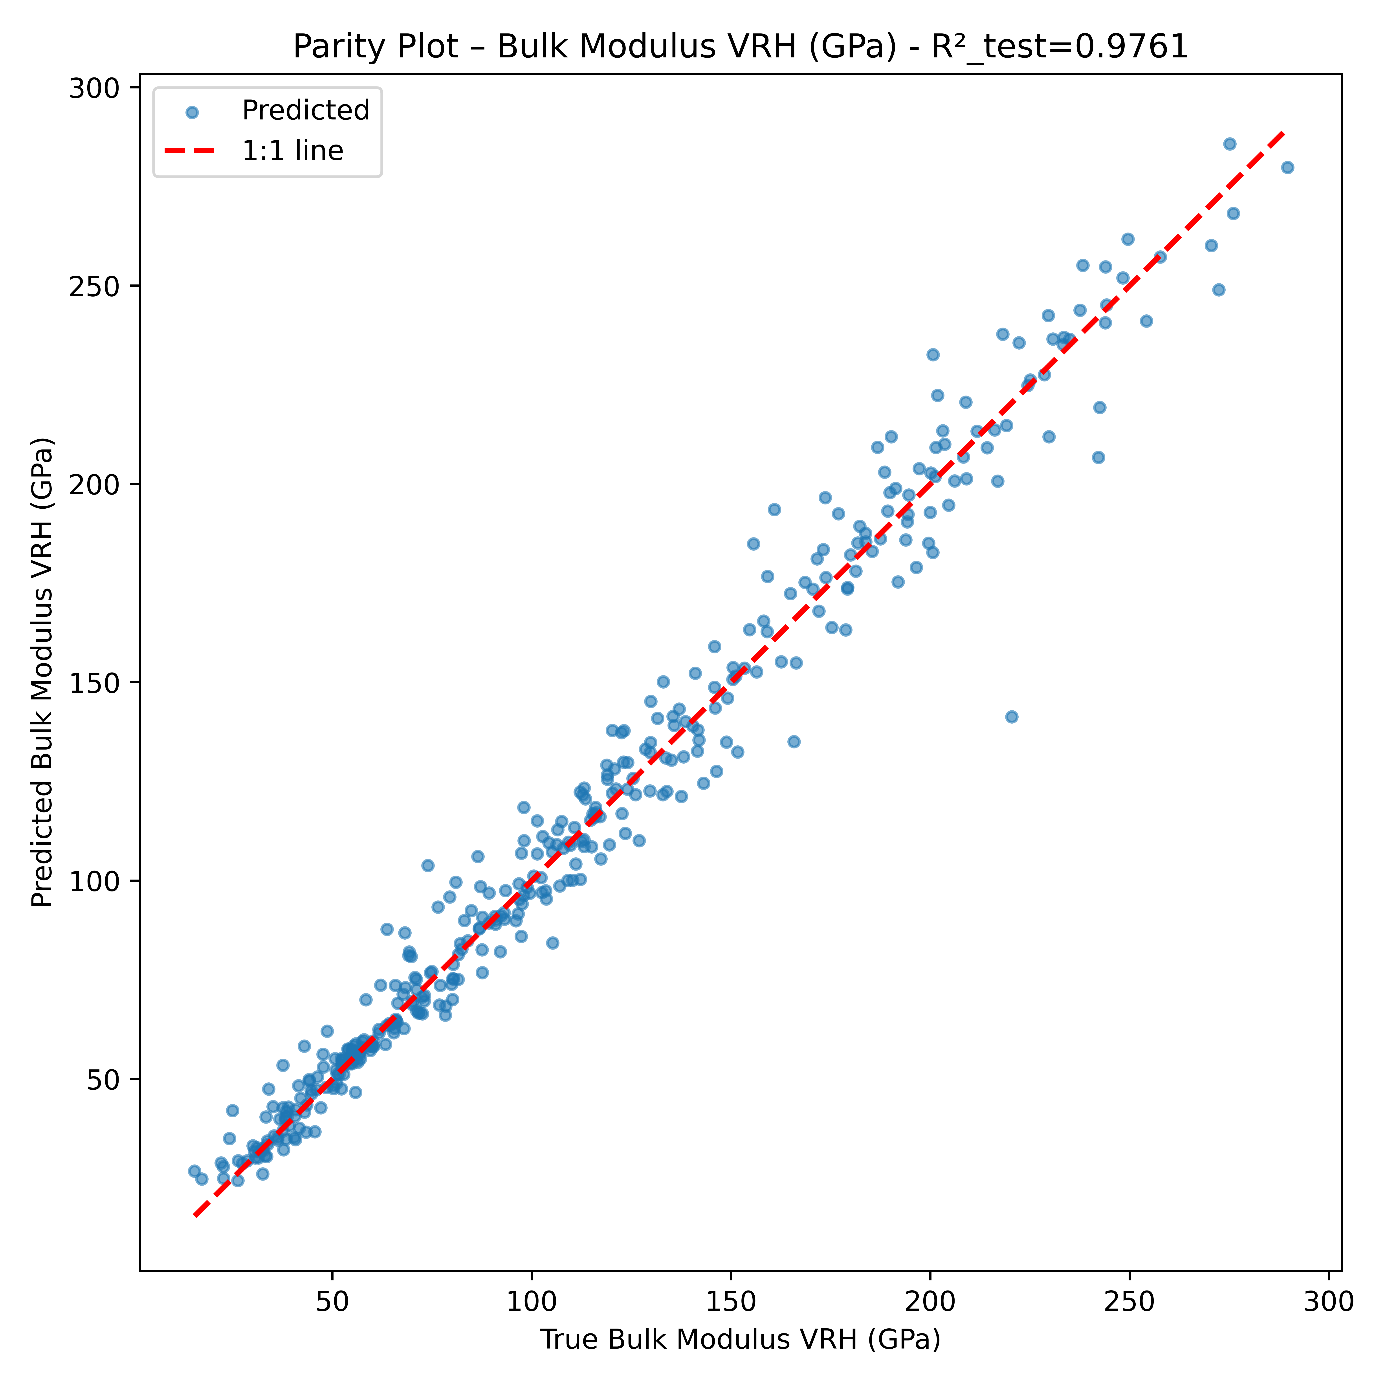 Parity Plot – Bulk Modulus VRH (GPa) - R²_test=0.9761
Predicted
1:1 line
300
250
200
150
100
50
Predicted Bulk Modulus VRH (GPa)
50 100 150 200 250 300
True Bulk Modulus VRH (GPa)